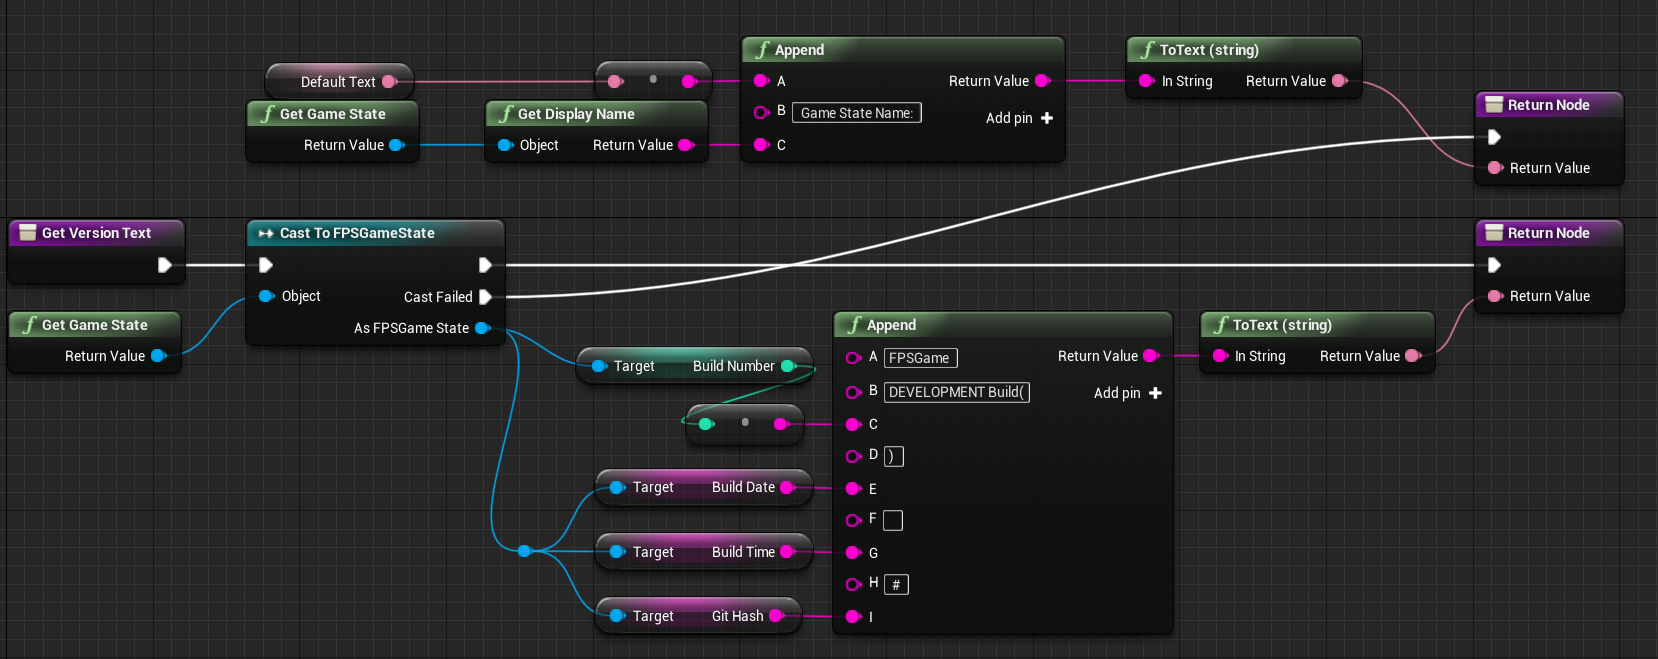 Default Text
Get Game State
Return Value
Get Display Name
Object Return Value
Append
A Return Value
B Game State Name:
Add pin
C
ToText (string)
In String Return Value
Return Node
Return Value
Get Version Text
Get Game State
Return Value
Cast To FPSGameState
Object
Cast Failed
As FPSGame State
Return Node
Return Value
Target Build Number
Target Build Date
Target Build Time
Target Git Hash
Append
A FPSGame Return Value
B DEVELOPMENT Build( Add pin
C
D )
E
F
G
H #
I
ToText (string)
In String Return Value